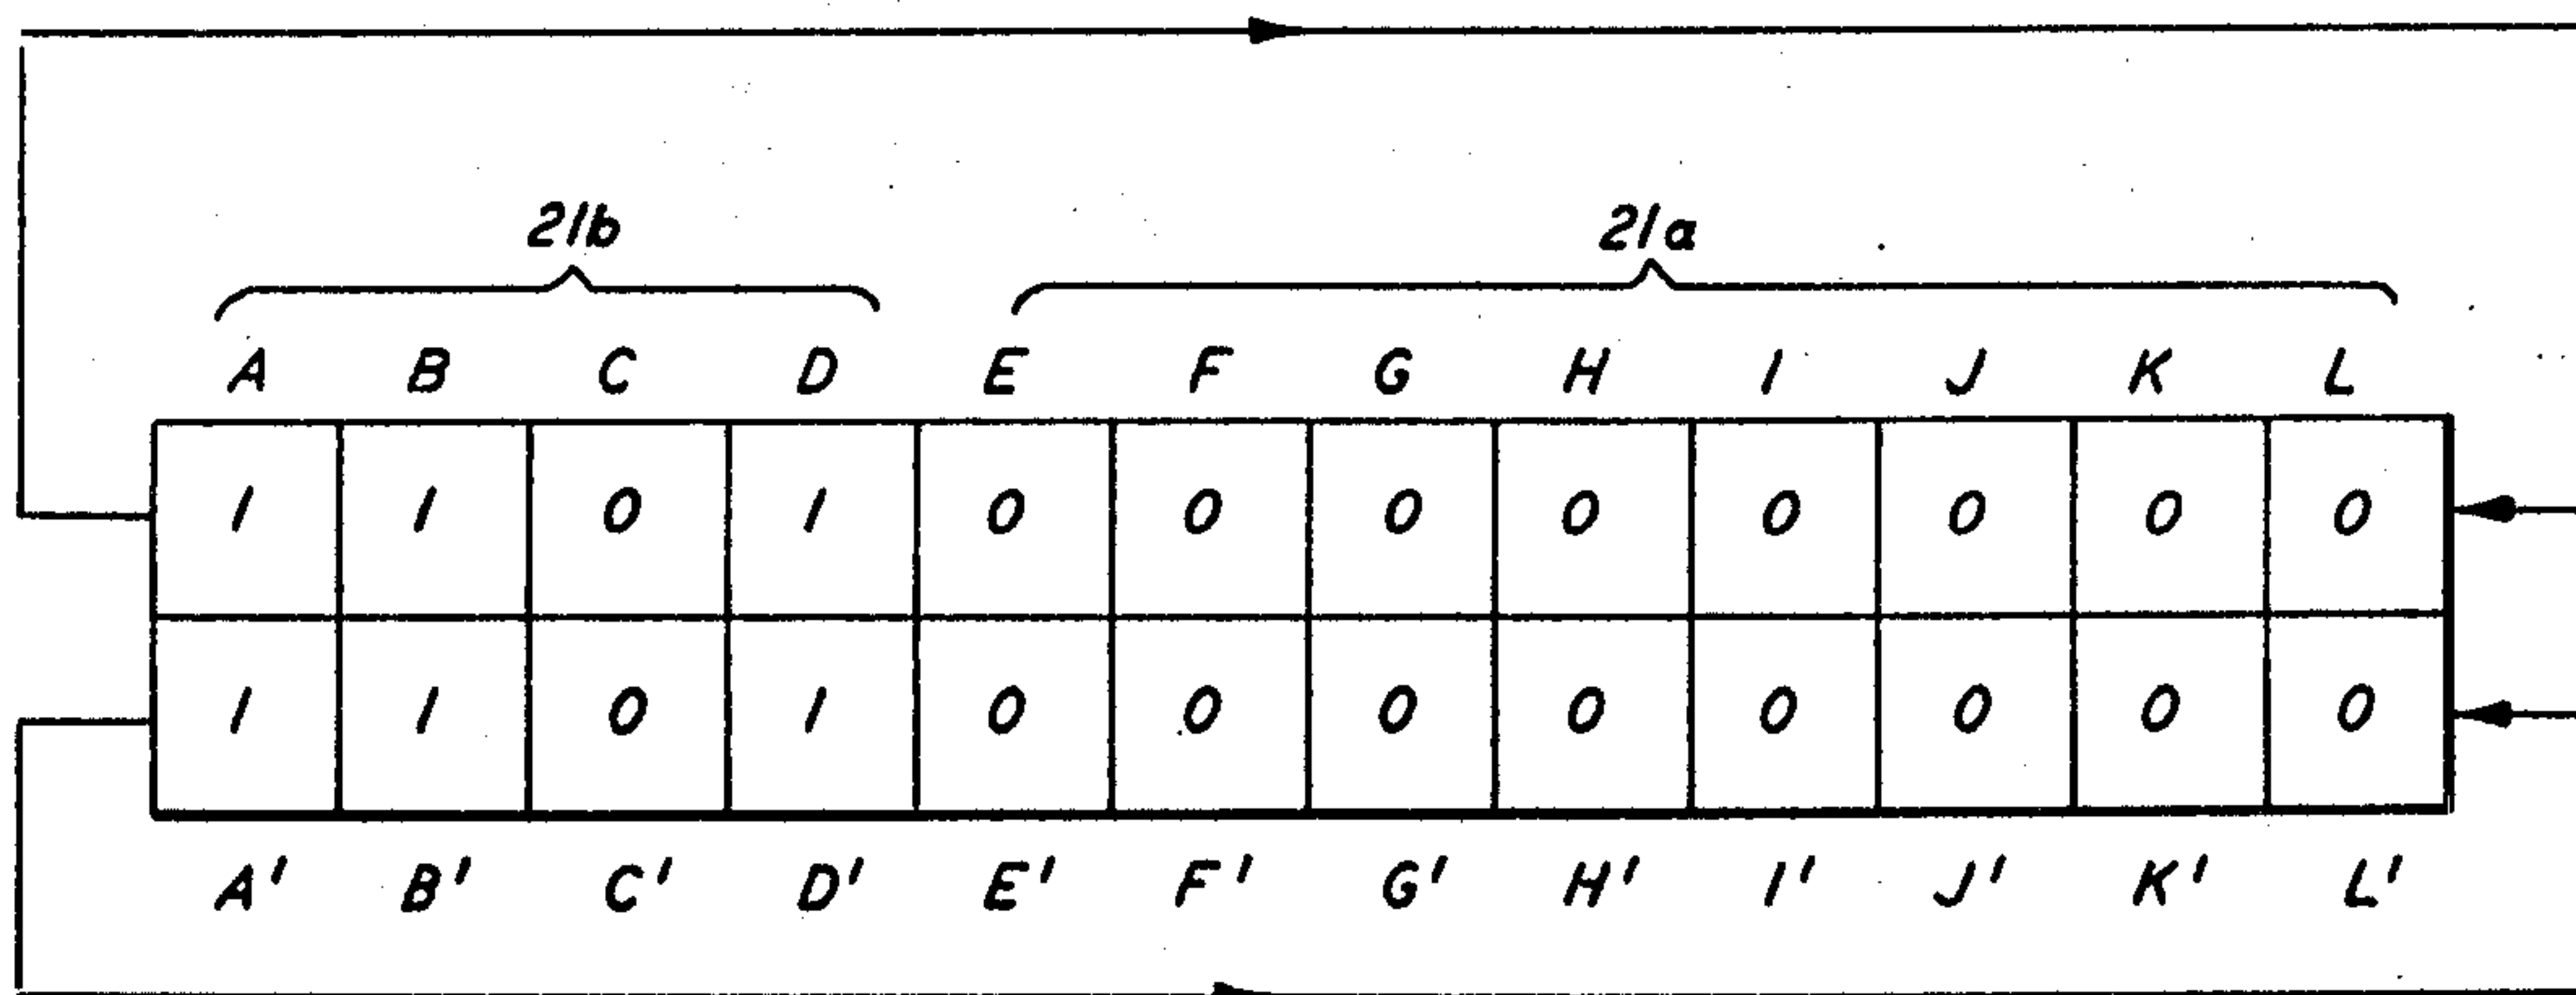 21b 21a
A B C D E F G H I J K L
1 1 0 1 0 0 0 0 0 0 0 0
1 1 0 1 0 0 0 0 0 0 0 0
A' B' C' D' E' F' G' H' I' J' K' L'